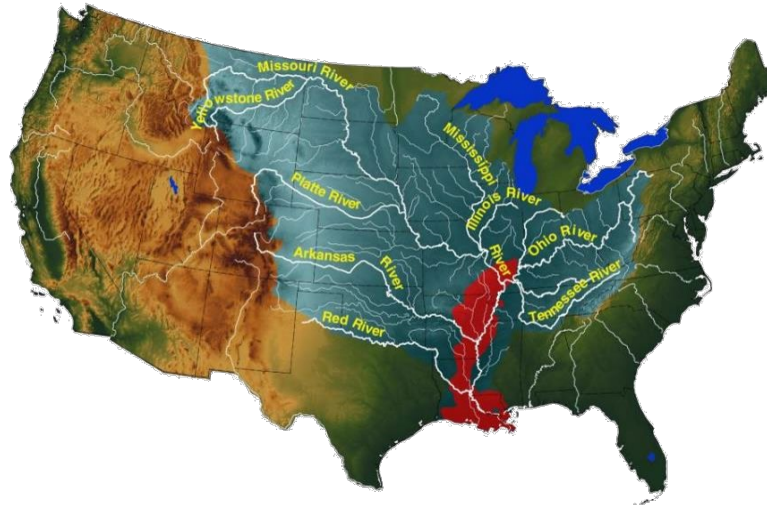 Missouri River
Yellowstone River
Mississippi
River
Platte River
Illinois River
Ohio River
Arkansas
River
Tennessee River
Red River